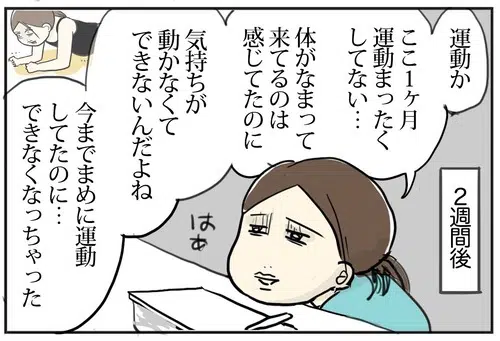 2週間後
運動か
ここ1ヶ月
運動まったく
してない…
体がなまって
来てるのは
感じてたのに
気持ちが
動かなくて
できないんだよね
今までまめに運動
してたのに…
できなくなっちゃった
はあ